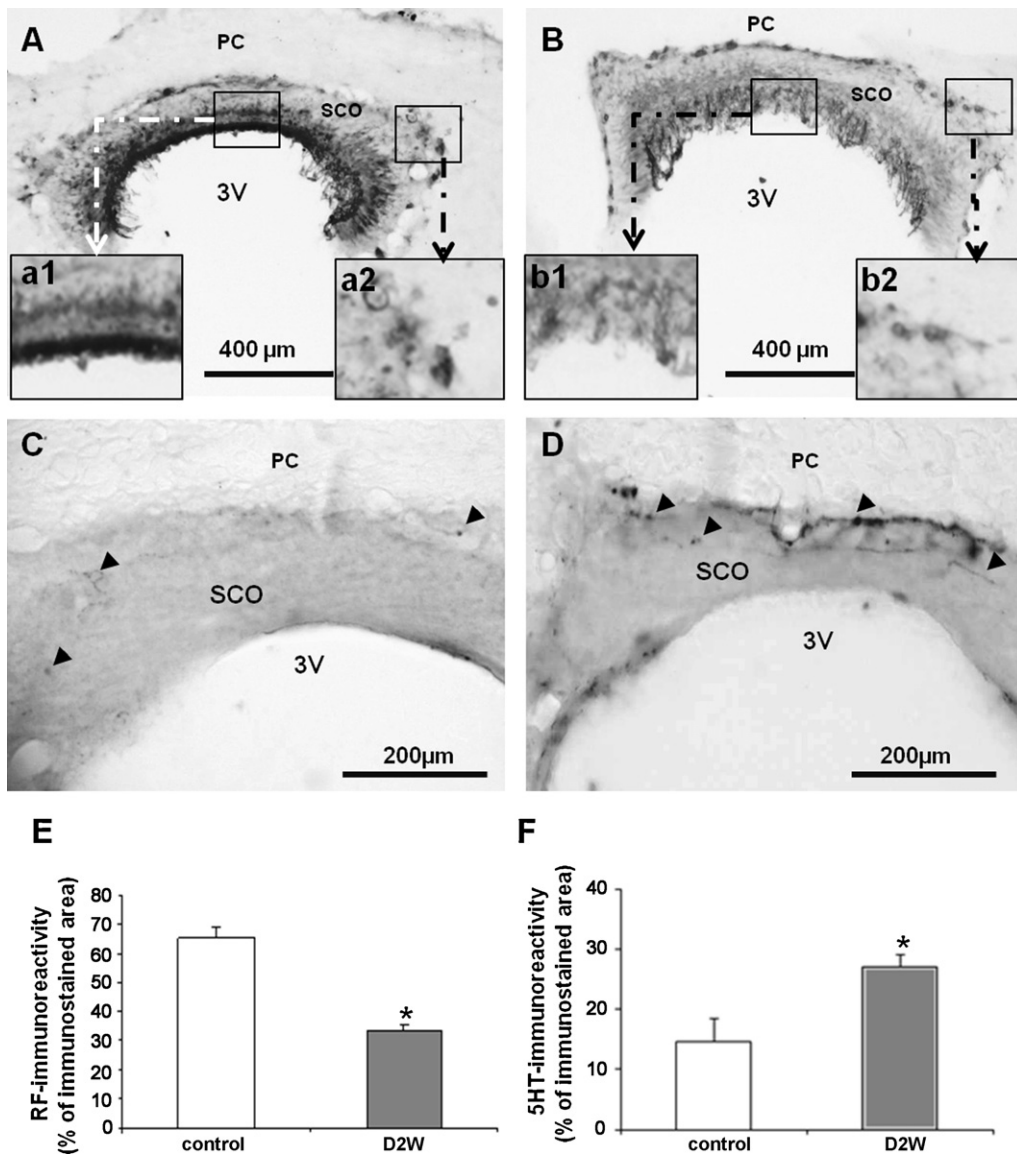 A
PC
SCO
3V
a1
a2
400 µm
B
PC
SCO
3V
b1
b2
400 µm
C
PC
SCO
3V
200µm
D
PC
SCO
3V
200µm
E
RF-immunoreactivity
(% of immunostained area)
80
70
60
50
40
30
20
10
0
control
D2W
*
F
5HT-immunoreactivity
(% of immunostained area)
40
30
20
10
0
control
D2W
*